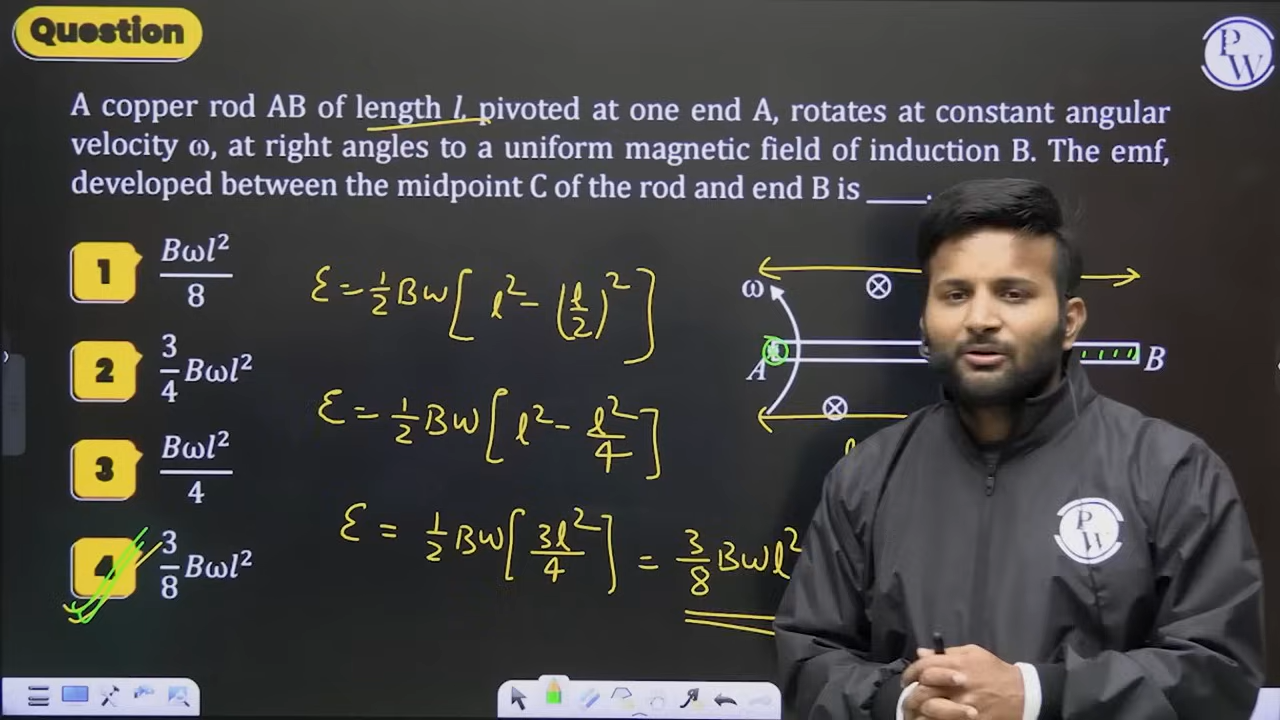 Question
PW
A copper rod AB of length l, pivoted at one end A, rotates at constant angular
velocity ω, at right angles to a uniform magnetic field of induction B. The emf,
developed between the midpoint C of the rod and end B is ____.
1 Bωl²/8
2 3/4 Bωl²
3 Bωl²/4
4 3/8 Bωl²
ε = 1/2 Bω[l² - (l/2)²]
ε = 1/2 Bω[l² - l²/4]
ε = 1/2 Bω[3l²/4] = 3/8 Bωl²
ω
A
B
PW